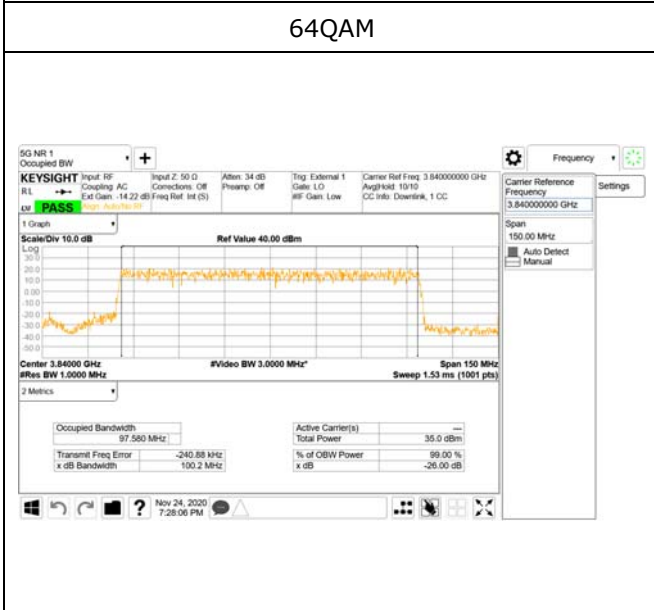 64QAM
5G NR 1
Occupied BW
Frequency
KEYSIGHT
Input: RF
Input Z: 50 Ω
Atten: 34 dB
Trig: External 1
Carrier Ref Freq: 3.840000000 GHz
RL
Coupling: AC
Corrections: Off
Preamp: Off
Gate: LO
Avg|Hold: 10/10
Ext Gain: -14.22 dB
Freq Ref: Int (S)
#IF Gain: Low
CC Info: Downlink, 1 CC
PASS
Align: Auto/No RF
Carrier Reference
Frequency
3.840000000 GHz
Settings
Span
150.00 MHz
Auto Detect
Manual
1 Graph
Scale/Div 10.0 dB
Ref Value 40.00 dBm
Log
30.0
20.0
10.0
0.00
-10.0
-20.0
-30.0
-40.0
-50.0
Center 3.84000 GHz
#Video BW 3.0000 MHz*
Span 150 MHz
#Res BW 1.0000 MHz
Sweep 1.53 ms (1001 pts)
2 Metrics
Occupied Bandwidth
97.580 MHz
Active Carrier(s)
---
Total Power
35.0 dBm
Transmit Freq Error
-240.88 kHz
% of OBW Power
99.00 %
x dB Bandwidth
100.2 MHz
x dB
-26.00 dB
Nov 24, 2020
7:28:06 PM